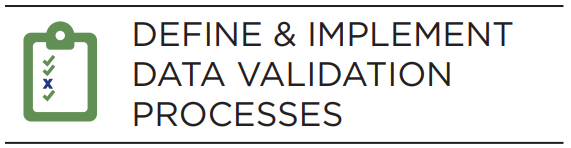 DEFINE & IMPLEMENT
DATA VALIDATION
PROCESSES